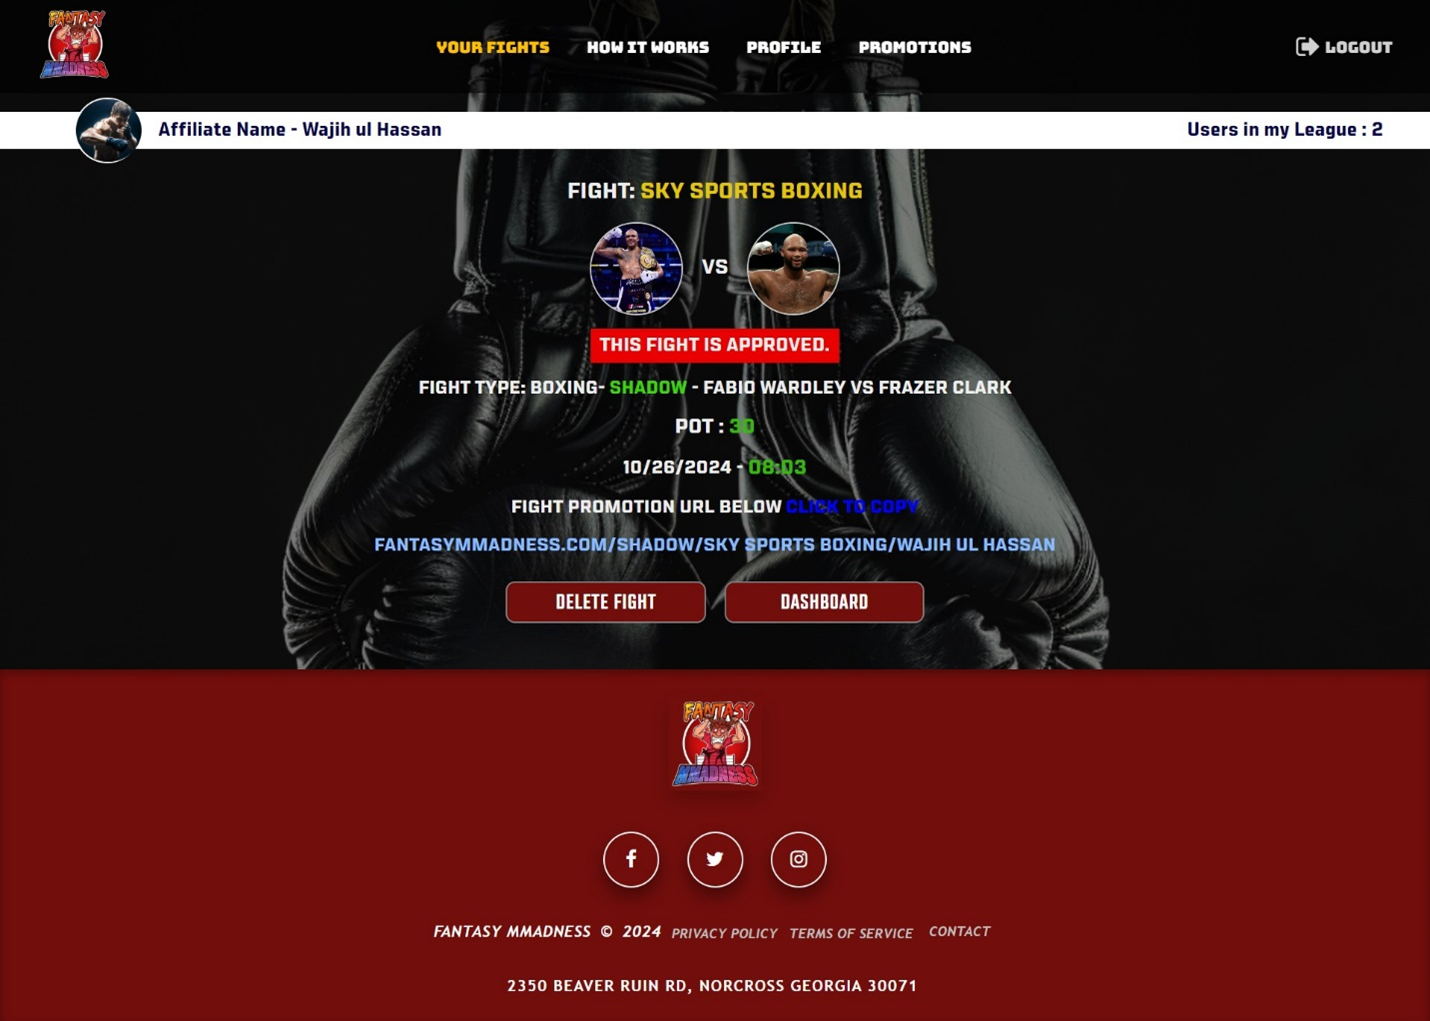 FANTASY
MMADNESS
YOUR FIGHTS
HOW IT WORKS
PROFILE
PROMOTIONS
LOGOUT
Affiliate Name - Wajih ul Hassan
Users in my League : 2
FIGHT: SKY SPORTS BOXING
VS
THIS FIGHT IS APPROVED.
FIGHT TYPE: BOXING- SHADOW - FABIO WARDLEY VS FRAZER CLARK
POT : 30
10/26/2024 - 08:03
FIGHT PROMOTION URL BELOW CLICK TO COPY
FANTASYMMADNESS.COM/SHADOW/SKY SPORTS BOXING/WAJIH UL HASSAN
DELETE FIGHT
DASHBOARD
FANTASY
MMADNESS
FANTASY MMADNESS © 2024 PRIVACY POLICY TERMS OF SERVICE CONTACT
2350 BEAVER RUIN RD, NORCROSS GEORGIA 30071